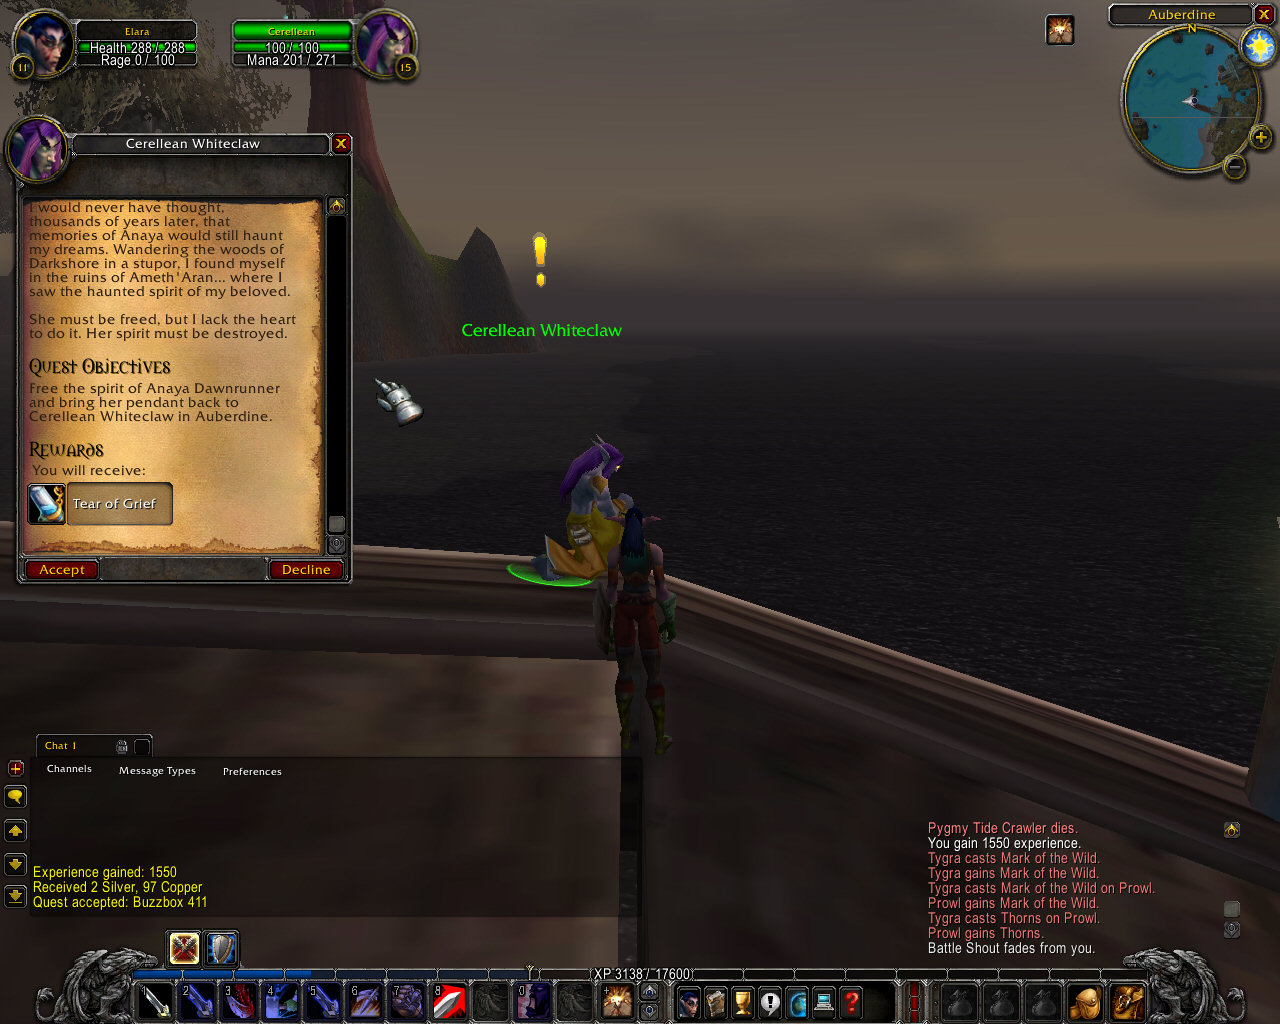 Elara
Health 288 / 288
Rage 0 / 100
11
Cerellean
100 / 100
Mana 201 / 271
15
Auberdine
N
Cerellean Whiteclaw
I would never have thought,
thousands of years later, that
memories of Anaya would still haunt
my dreams. Wandering the woods of
Darkshore in a stupor, I found myself
in the ruins of Ameth'Aran... where I
saw the haunted spirit of my beloved.
She must be freed, but I lack the heart
to do it. Her spirit must be destroyed.
Quest Objectives
Free the spirit of Anaya Dawnrunner
and bring her pendant back to
Cerellean Whiteclaw in Auberdine.
Rewards
You will receive:
Tear of Grief
Accept
Decline
Cerellean Whiteclaw
Chat 1
Channels
Message Types
Preferences
Experience gained: 1550
Received 2 Silver, 97 Copper
Quest accepted: Buzzbox 411
Pygmy Tide Crawler dies.
You gain 1550 experience.
Tygra casts Mark of the Wild.
Tygra gains Mark of the Wild.
Tygra casts Mark of the Wild on Prowl.
Prowl gains Mark of the Wild.
Tygra casts Thorns on Prowl.
Prowl gains Thorns.
Battle Shout fades from you.
XP 3138 / 17600
1 2 3 4 5 6 7 8 0 +